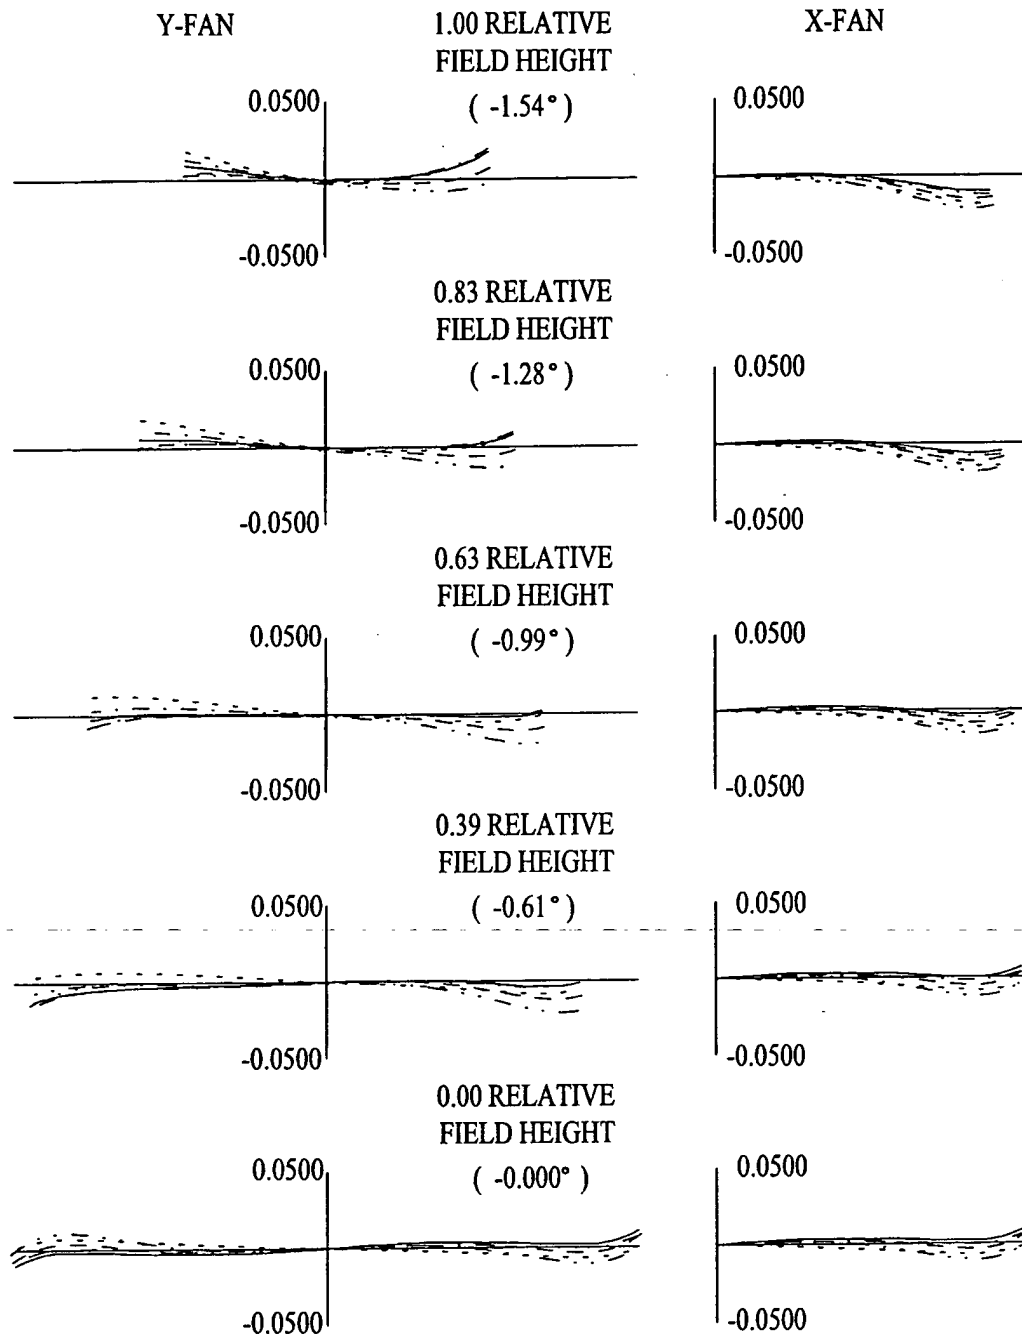 Y-FAN
1.00 RELATIVE
FIELD HEIGHT
( -1.54° )
X-FAN
0.0500
-0.0500
0.0500
-0.0500
0.83 RELATIVE
FIELD HEIGHT
( -1.28° )
0.0500
-0.0500
0.0500
-0.0500
0.63 RELATIVE
FIELD HEIGHT
( -0.99° )
0.0500
-0.0500
0.0500
-0.0500
0.39 RELATIVE
FIELD HEIGHT
( -0.61° )
0.0500
-0.0500
0.0500
-0.0500
0.00 RELATIVE
FIELD HEIGHT
( -0.000° )
0.0500
-0.0500
0.0500
-0.0500